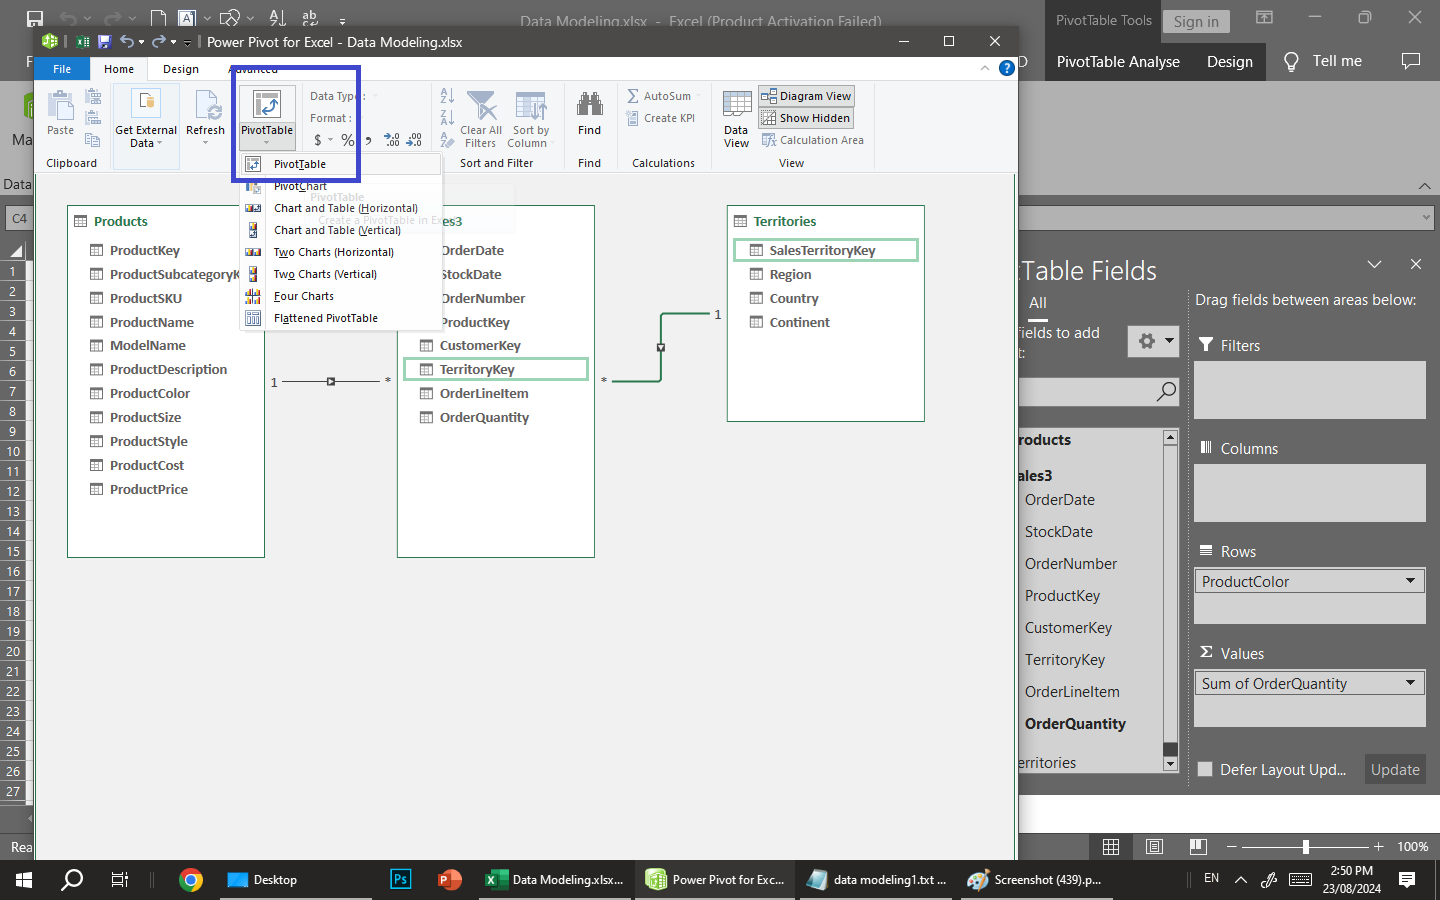 Data Modeling.xlsx - Excel (Product Activation Failed)
PivotTable Tools
Sign in
PivotTable Analyse
Design
Tell me
Power Pivot for Excel - Data Modeling.xlsx
File
Home
Design
Advanced
Paste
Clipboard
Get External
Data
Refresh
PivotTable
Data Type :
Format :
$ % ,
Clear All
Filters
Sort by
Column
Sort and Filter
Find
Find
AutoSum
Create KPI
Calculations
Data
View
Diagram View
Show Hidden
Calculation Area
View
PivotTable
PivotChart
Chart and Table (Horizontal)
Chart and Table (Vertical)
Two Charts (Horizontal)
Two Charts (Vertical)
Four Charts
Flattened PivotTable
PivotTable
Create a PivotTable in Excel
Data
C4
1
2
3
4
5
6
7
8
9
10
11
12
13
14
15
16
17
18
19
20
21
22
23
24
25
26
27
Products
ProductKey
ProductSubcategoryK
ProductSKU
ProductName
ModelName
ProductDescription
ProductColor
ProductSize
ProductStyle
ProductCost
ProductPrice
1
*
es3
OrderDate
StockDate
OrderNumber
ProductKey
CustomerKey
TerritoryKey
OrderLineItem
OrderQuantity
*
1
Territories
SalesTerritoryKey
Region
Country
Continent
tTable Fields
All
fields to add
t:
Drag fields between areas below:
Filters
Columns
Rows
ProductColor
Values
Sum of OrderQuantity
roducts
ales3
OrderDate
StockDate
OrderNumber
ProductKey
CustomerKey
TerritoryKey
OrderLineItem
OrderQuantity
erritories
Defer Layout Upd...
Update
Rea
100%
Desktop
Ps
Data Modeling.xlsx...
Power Pivot for Exc...
data modeling1.txt ...
Screenshot (439).p...
EN
2:50 PM
23/08/2024